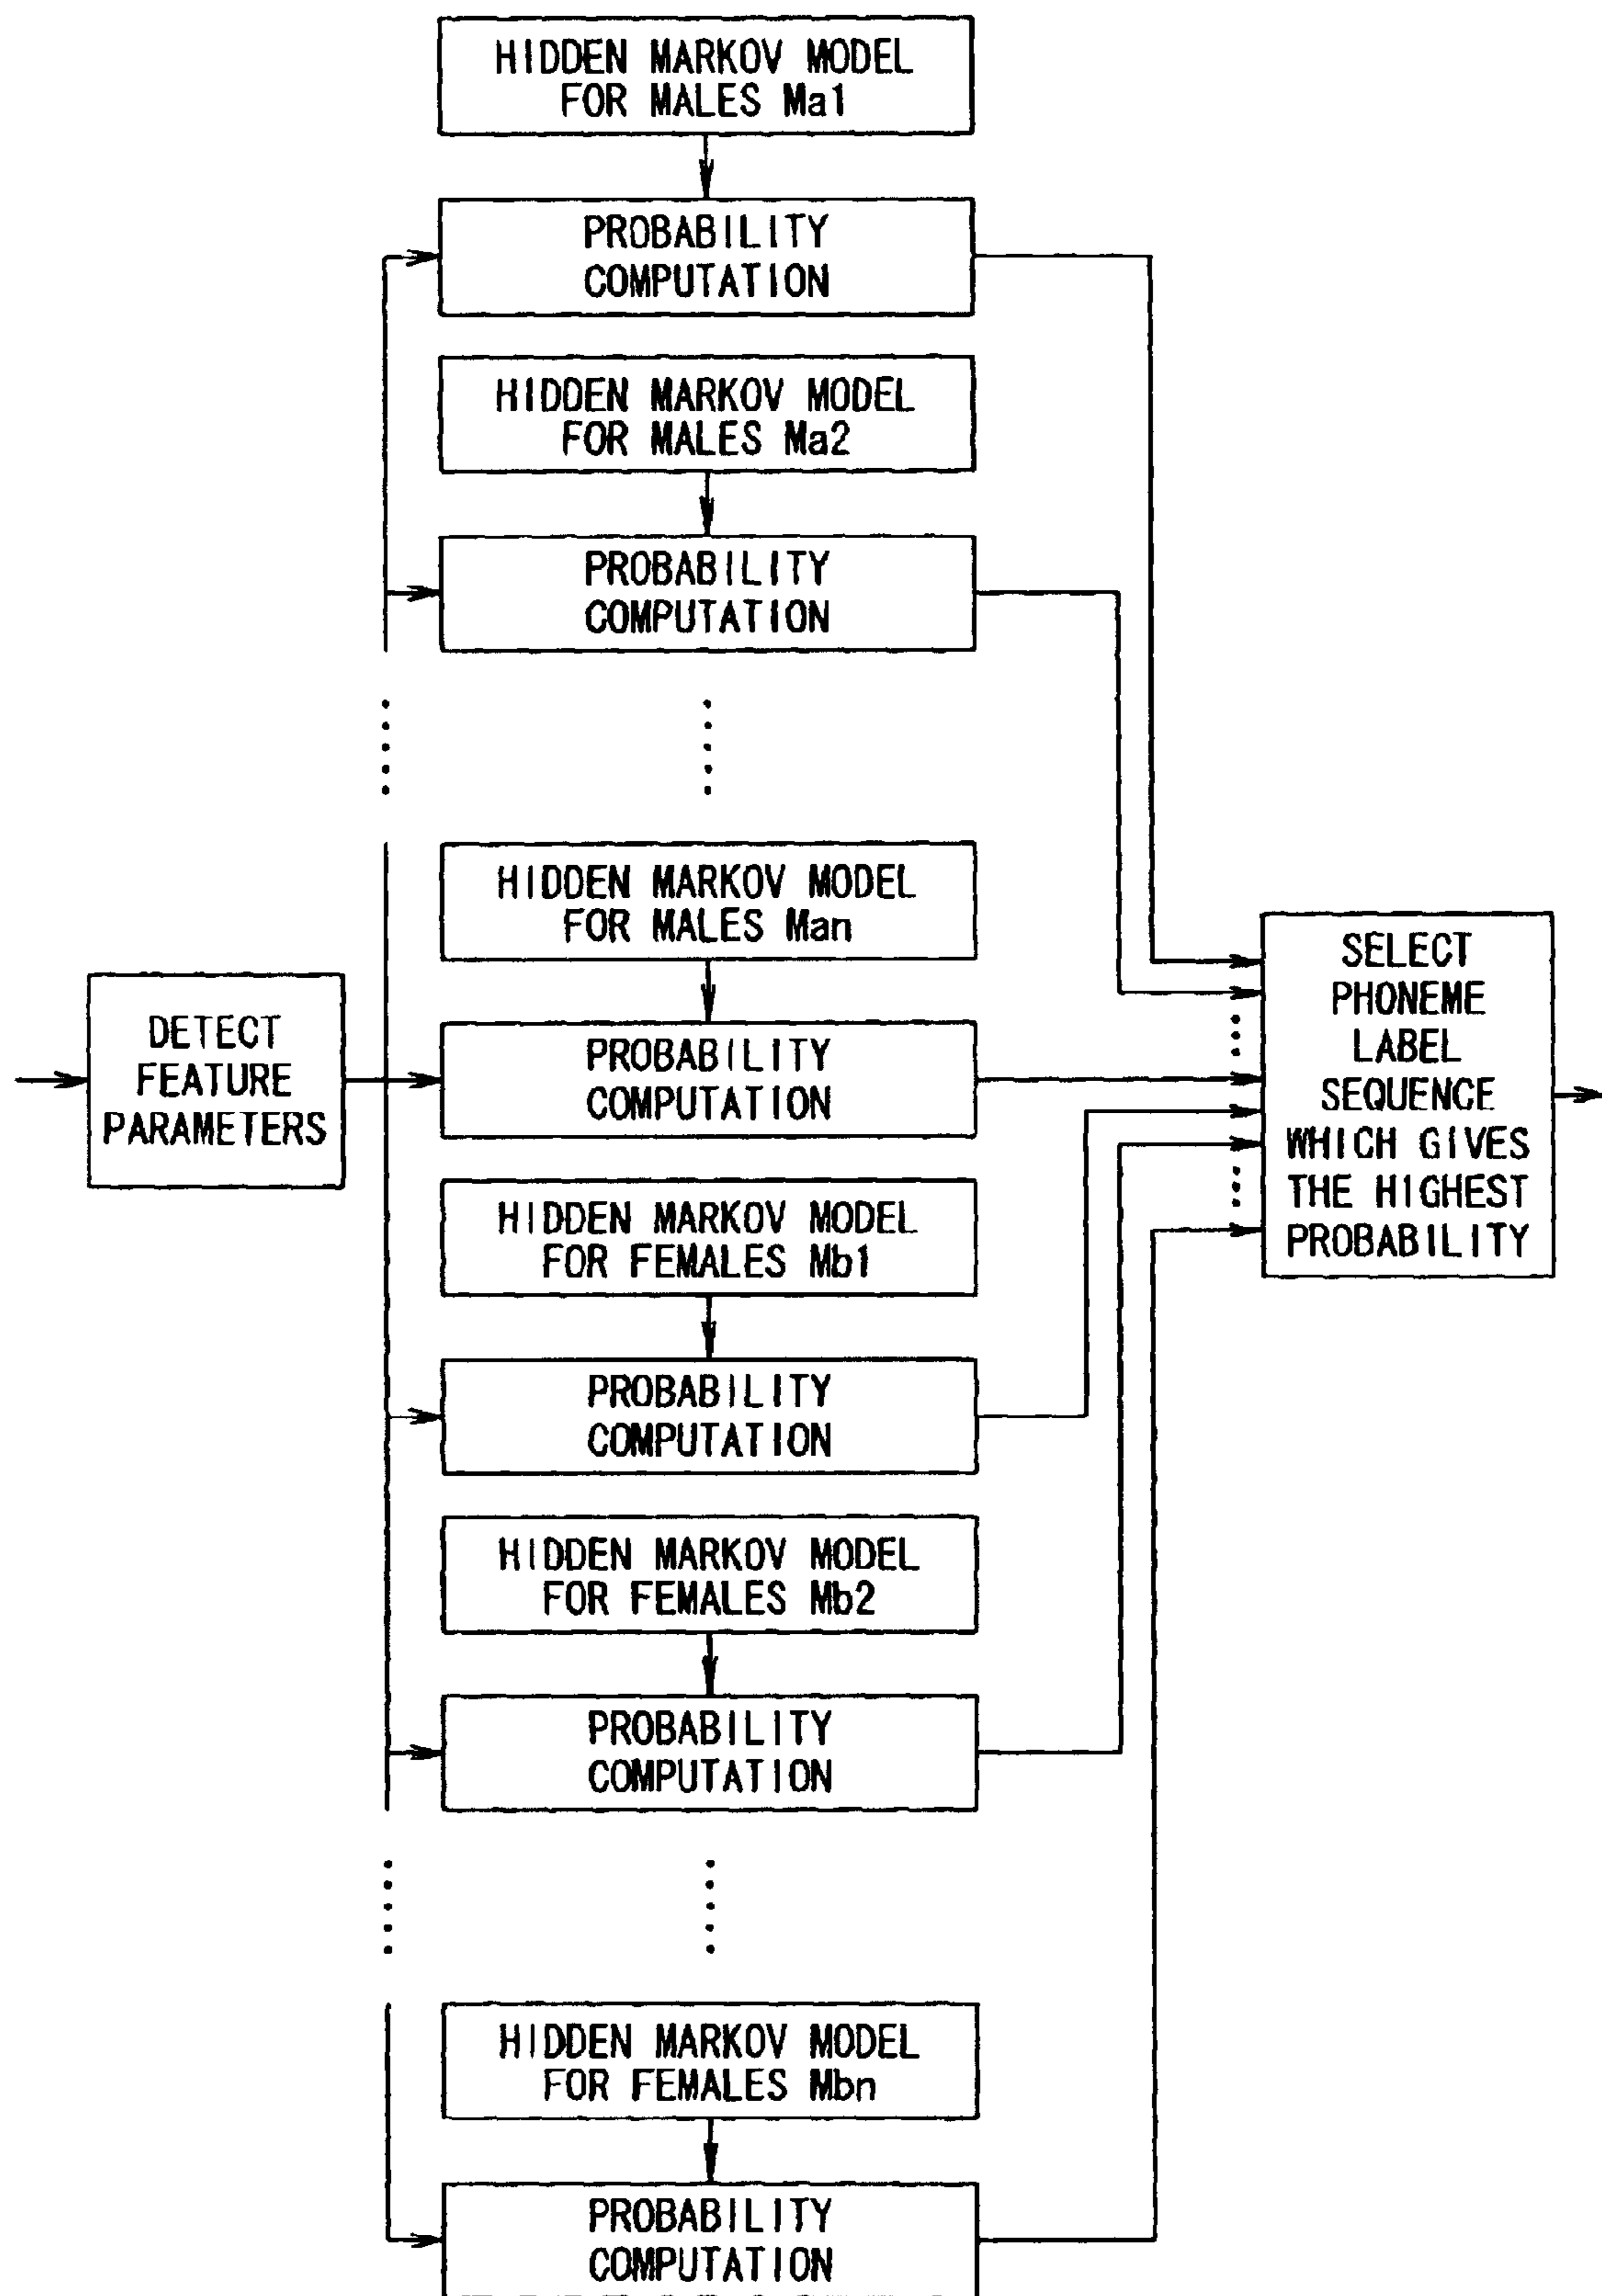 HIDDEN MARKOV MODEL
FOR MALES Ma1
PROBABILITY
COMPUTATION
HIDDEN MARKOV MODEL
FOR MALES Ma2
PROBABILITY
COMPUTATION
HIDDEN MARKOV MODEL
FOR MALES Man
DETECT
FEATURE
PARAMETERS
PROBABILITY
COMPUTATION
HIDDEN MARKOV MODEL
FOR FEMALES Mb1
PROBABILITY
COMPUTATION
HIDDEN MARKOV MODEL
FOR FEMALES Mb2
PROBABILITY
COMPUTATION
HIDDEN MARKOV MODEL
FOR FEMALES Mbn
PROBABILITY
COMPUTATION
SELECT
PHONEME
LABEL
SEQUENCE
WHICH GIVES
THE HIGHEST
PROBABILITY